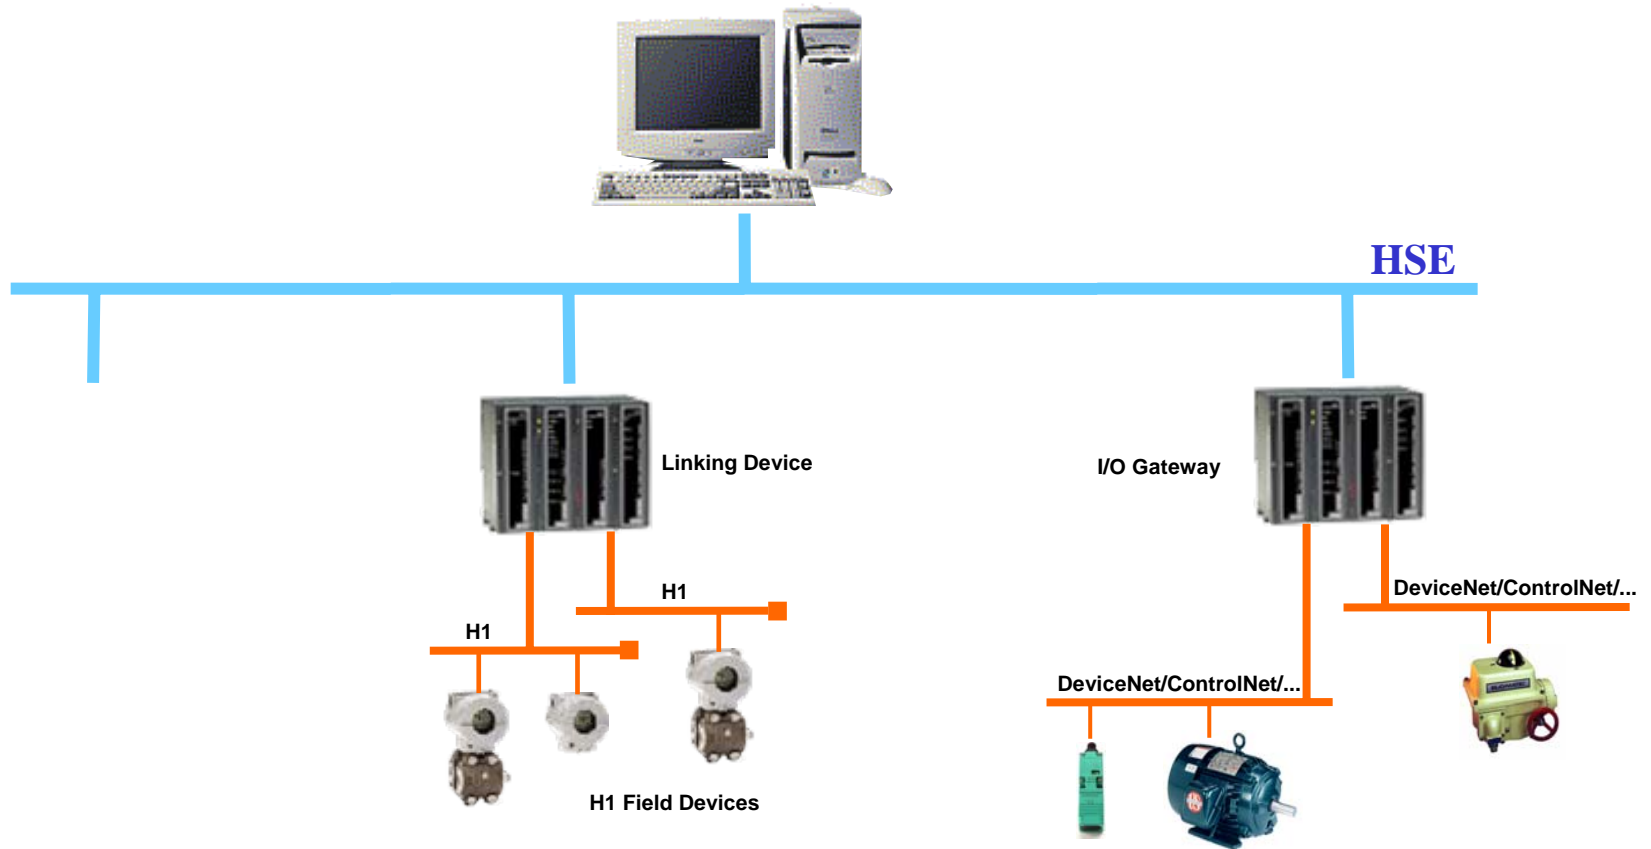 HSE
Linking Device
I/O Gateway
H1
DeviceNet/ControlNet/...
H1
DeviceNet/ControlNet/...
H1 Field Devices